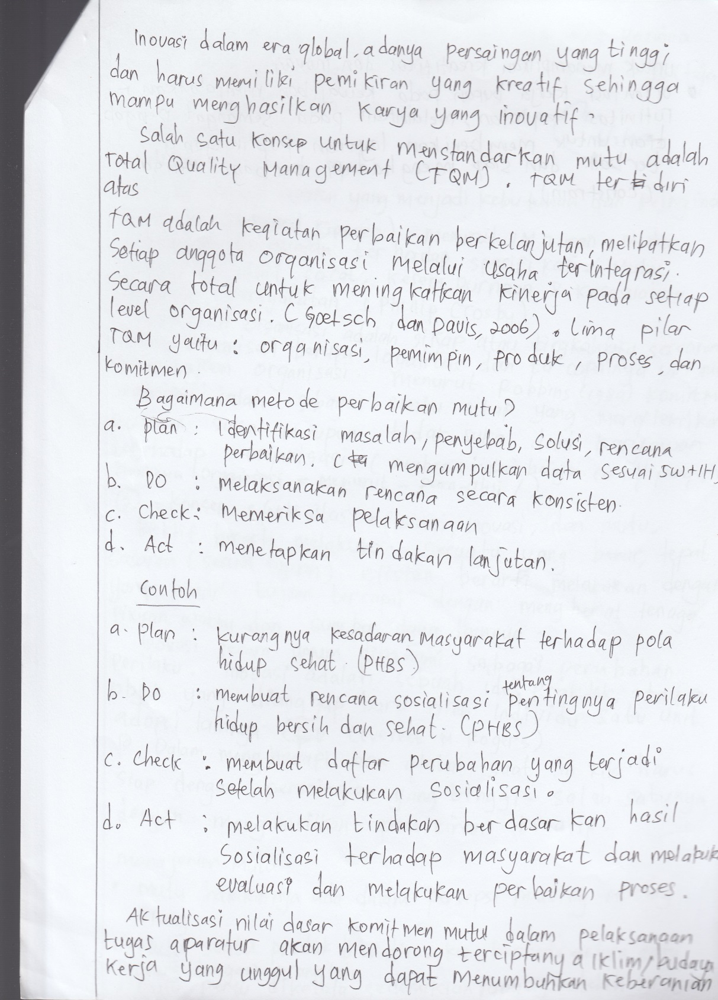 Inovasi dalam era global, adanya persaingan yang tinggi
dan harus memiliki pemikiran yang kreatif sehingga
mampu menghasilkan karya yang inovatif.
Salah satu konsep untuk menstandarkan mutu adalah
Total Quality Management (TQM). TQM terdiri
atas
TQM adalah kegiatan perbaikan berkelanjutan, melibatkan
setiap anggota organisasi melalui usaha terintegrasi.
Secara total untuk meningkatkan kinerja pada setiap
level organisasi. (Goetsch dan Davis, 2006). Lima pilar
TQM yaitu : organisasi, pemimpin, produk, proses, dan
komitmen.
Bagaimana metode perbaikan mutu?
a. plan : Identifikasi masalah, penyebab, solusi, rencana
perbaikan. ( mengumpulkan data sesuai 5W+1H)
b. DO : melaksanakan rencana secara konsisten.
c. Check : Memeriksa pelaksanaan
d. Act : menetapkan tindakan lanjutan.
Contoh
a. plan : kurangnya kesadaran masyarakat terhadap pola
hidup sehat. (PHBS)
b. DO : membuat rencana sosialisasi tentang pentingnya perilaku
hidup bersih dan sehat. (PHBS)
c. Check : membuat daftar perubahan yang terjadi
setelah melakukan sosialisasi.
d. Act : melakukan tindakan berdasarkan hasil
sosialisasi terhadap masyarakat dan melakuk
evaluasi dan melakukan perbaikan proses.
Aktualisasi nilai dasar komitmen mutu dalam pelaksanaan
tugas aparatur akan mendorong terciptanya iklim/budaya
kerja yang unggul yang dapat menumbuhkan keberanian